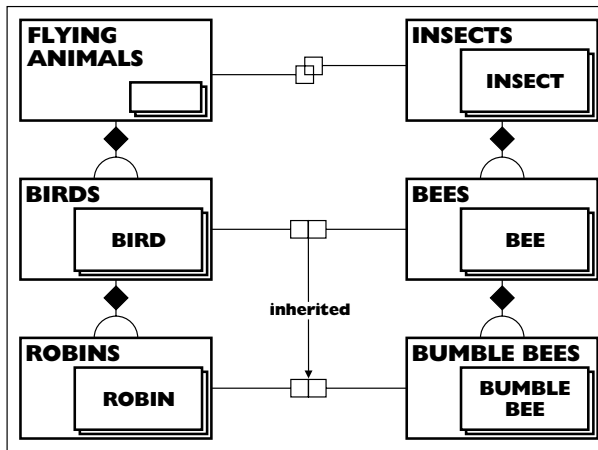 FLYING
ANIMALS
INSECTS
INSECT
BIRDS
BIRD
BEES
BEE
inherited
ROBINS
ROBIN
BUMBLE BEES
BUMBLE
BEE